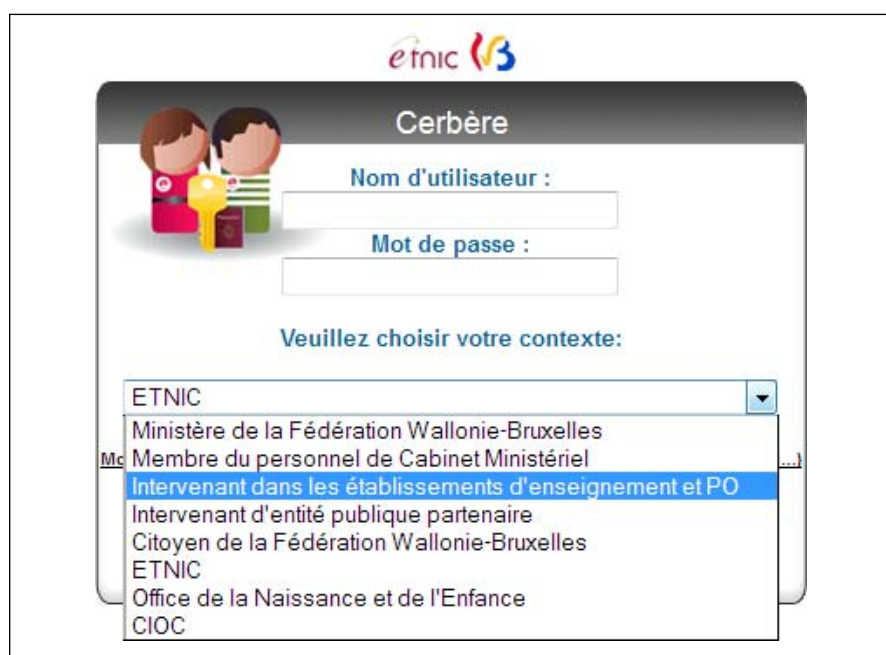 etnic
Cerbère
Nom d'utilisateur :
Mot de passe :
Veuillez choisir votre contexte:
ETNIC
Ministère de la Fédération Wallonie-Bruxelles
Membre du personnel de Cabinet Ministériel
Intervenant dans les établissements d'enseignement et PO
Intervenant d'entité publique partenaire
Citoyen de la Fédération Wallonie-Bruxelles
ETNIC
Office de la Naissance et de l'Enfance
CIOC